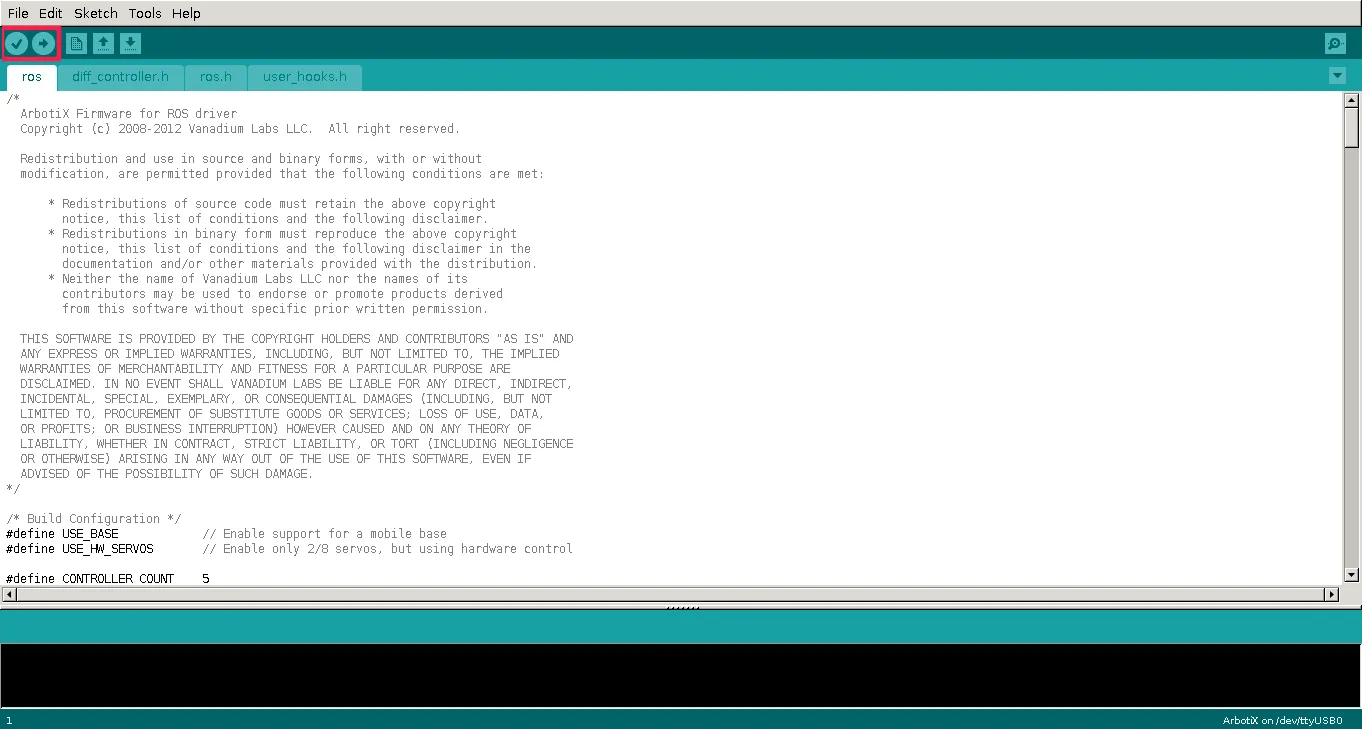 File Edit Sketch Tools Help
ros diff_controller.h ros.h user_hooks.h
/*
ArbotiX Firmware for ROS driver
Copyright (c) 2008-2012 Vanadium Labs LLC. All right reserved.
Redistribution and use in source and binary forms, with or without
modification, are permitted provided that the following conditions are met:
* Redistributions of source code must retain the above copyright
notice, this list of conditions and the following disclaimer.
* Redistributions in binary form must reproduce the above copyright
notice, this list of conditions and the following disclaimer in the
documentation and/or other materials provided with the distribution.
* Neither the name of Vanadium Labs LLC nor the names of its
contributors may be used to endorse or promote products derived
from this software without specific prior written permission.
THIS SOFTWARE IS PROVIDED BY THE COPYRIGHT HOLDERS AND CONTRIBUTORS "AS IS" AND
ANY EXPRESS OR IMPLIED WARRANTIES, INCLUDING, BUT NOT LIMITED TO, THE IMPLIED
WARRANTIES OF MERCHANTABILITY AND FITNESS FOR A PARTICULAR PURPOSE ARE
DISCLAIMED. IN NO EVENT SHALL VANADIUM LABS BE LIABLE FOR ANY DIRECT, INDIRECT,
INCIDENTAL, SPECIAL, EXEMPLARY, OR CONSEQUENTIAL DAMAGES (INCLUDING, BUT NOT
LIMITED TO, PROCUREMENT OF SUBSTITUTE GOODS OR SERVICES; LOSS OF USE, DATA,
OR PROFITS; OR BUSINESS INTERRUPTION) HOWEVER CAUSED AND ON ANY THEORY OF
LIABILITY, WHETHER IN CONTRACT, STRICT LIABILITY, OR TORT (INCLUDING NEGLIGENCE
OR OTHERWISE) ARISING IN ANY WAY OUT OF THE USE OF THIS SOFTWARE, EVEN IF
ADVISED OF THE POSSIBILITY OF SUCH DAMAGE.
*/
/* Build Configuration */
#define USE_BASE // Enable support for a mobile base
#define USE_HW_SERVOS // Enable only 2/8 servos, but using hardware control
#define CONTROLLER_COUNT 5
1 ArbotiX on /dev/ttyUSB0